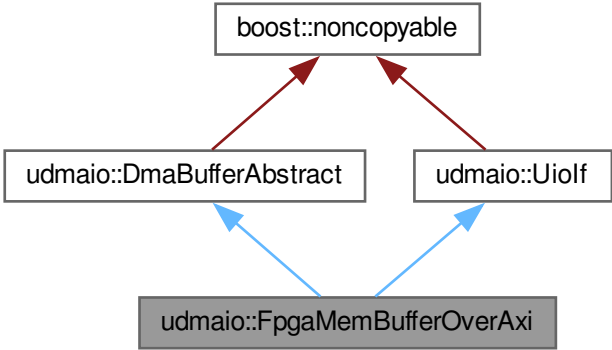 boost::noncopyable
udmaio::DmaBufferAbstract
udmaio::UioIf
udmaio::FpgaMemBufferOverAxi